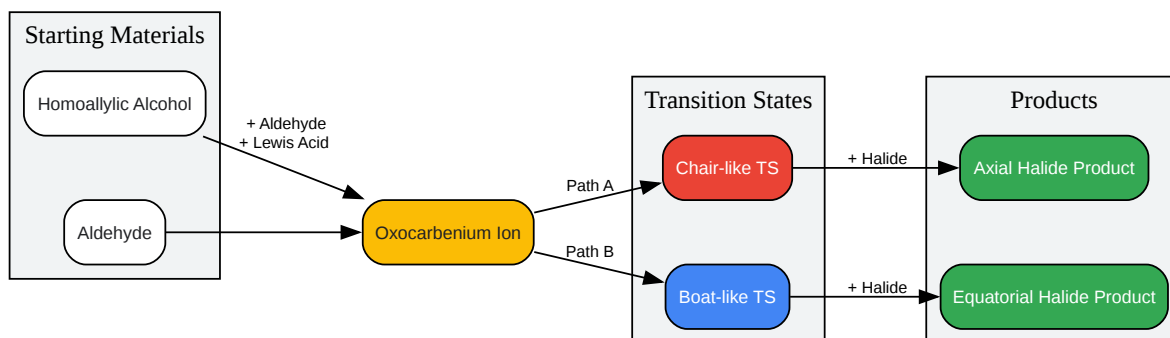 Starting Materials
Homoallylic Alcohol
Aldehyde
+ Aldehyde
+ Lewis Acid
Oxocarbenium Ion
Path A
Path B
Transition States
Chair-like TS
Boat-like TS
+ Halide
+ Halide
Products
Axial Halide Product
Equatorial Halide Product